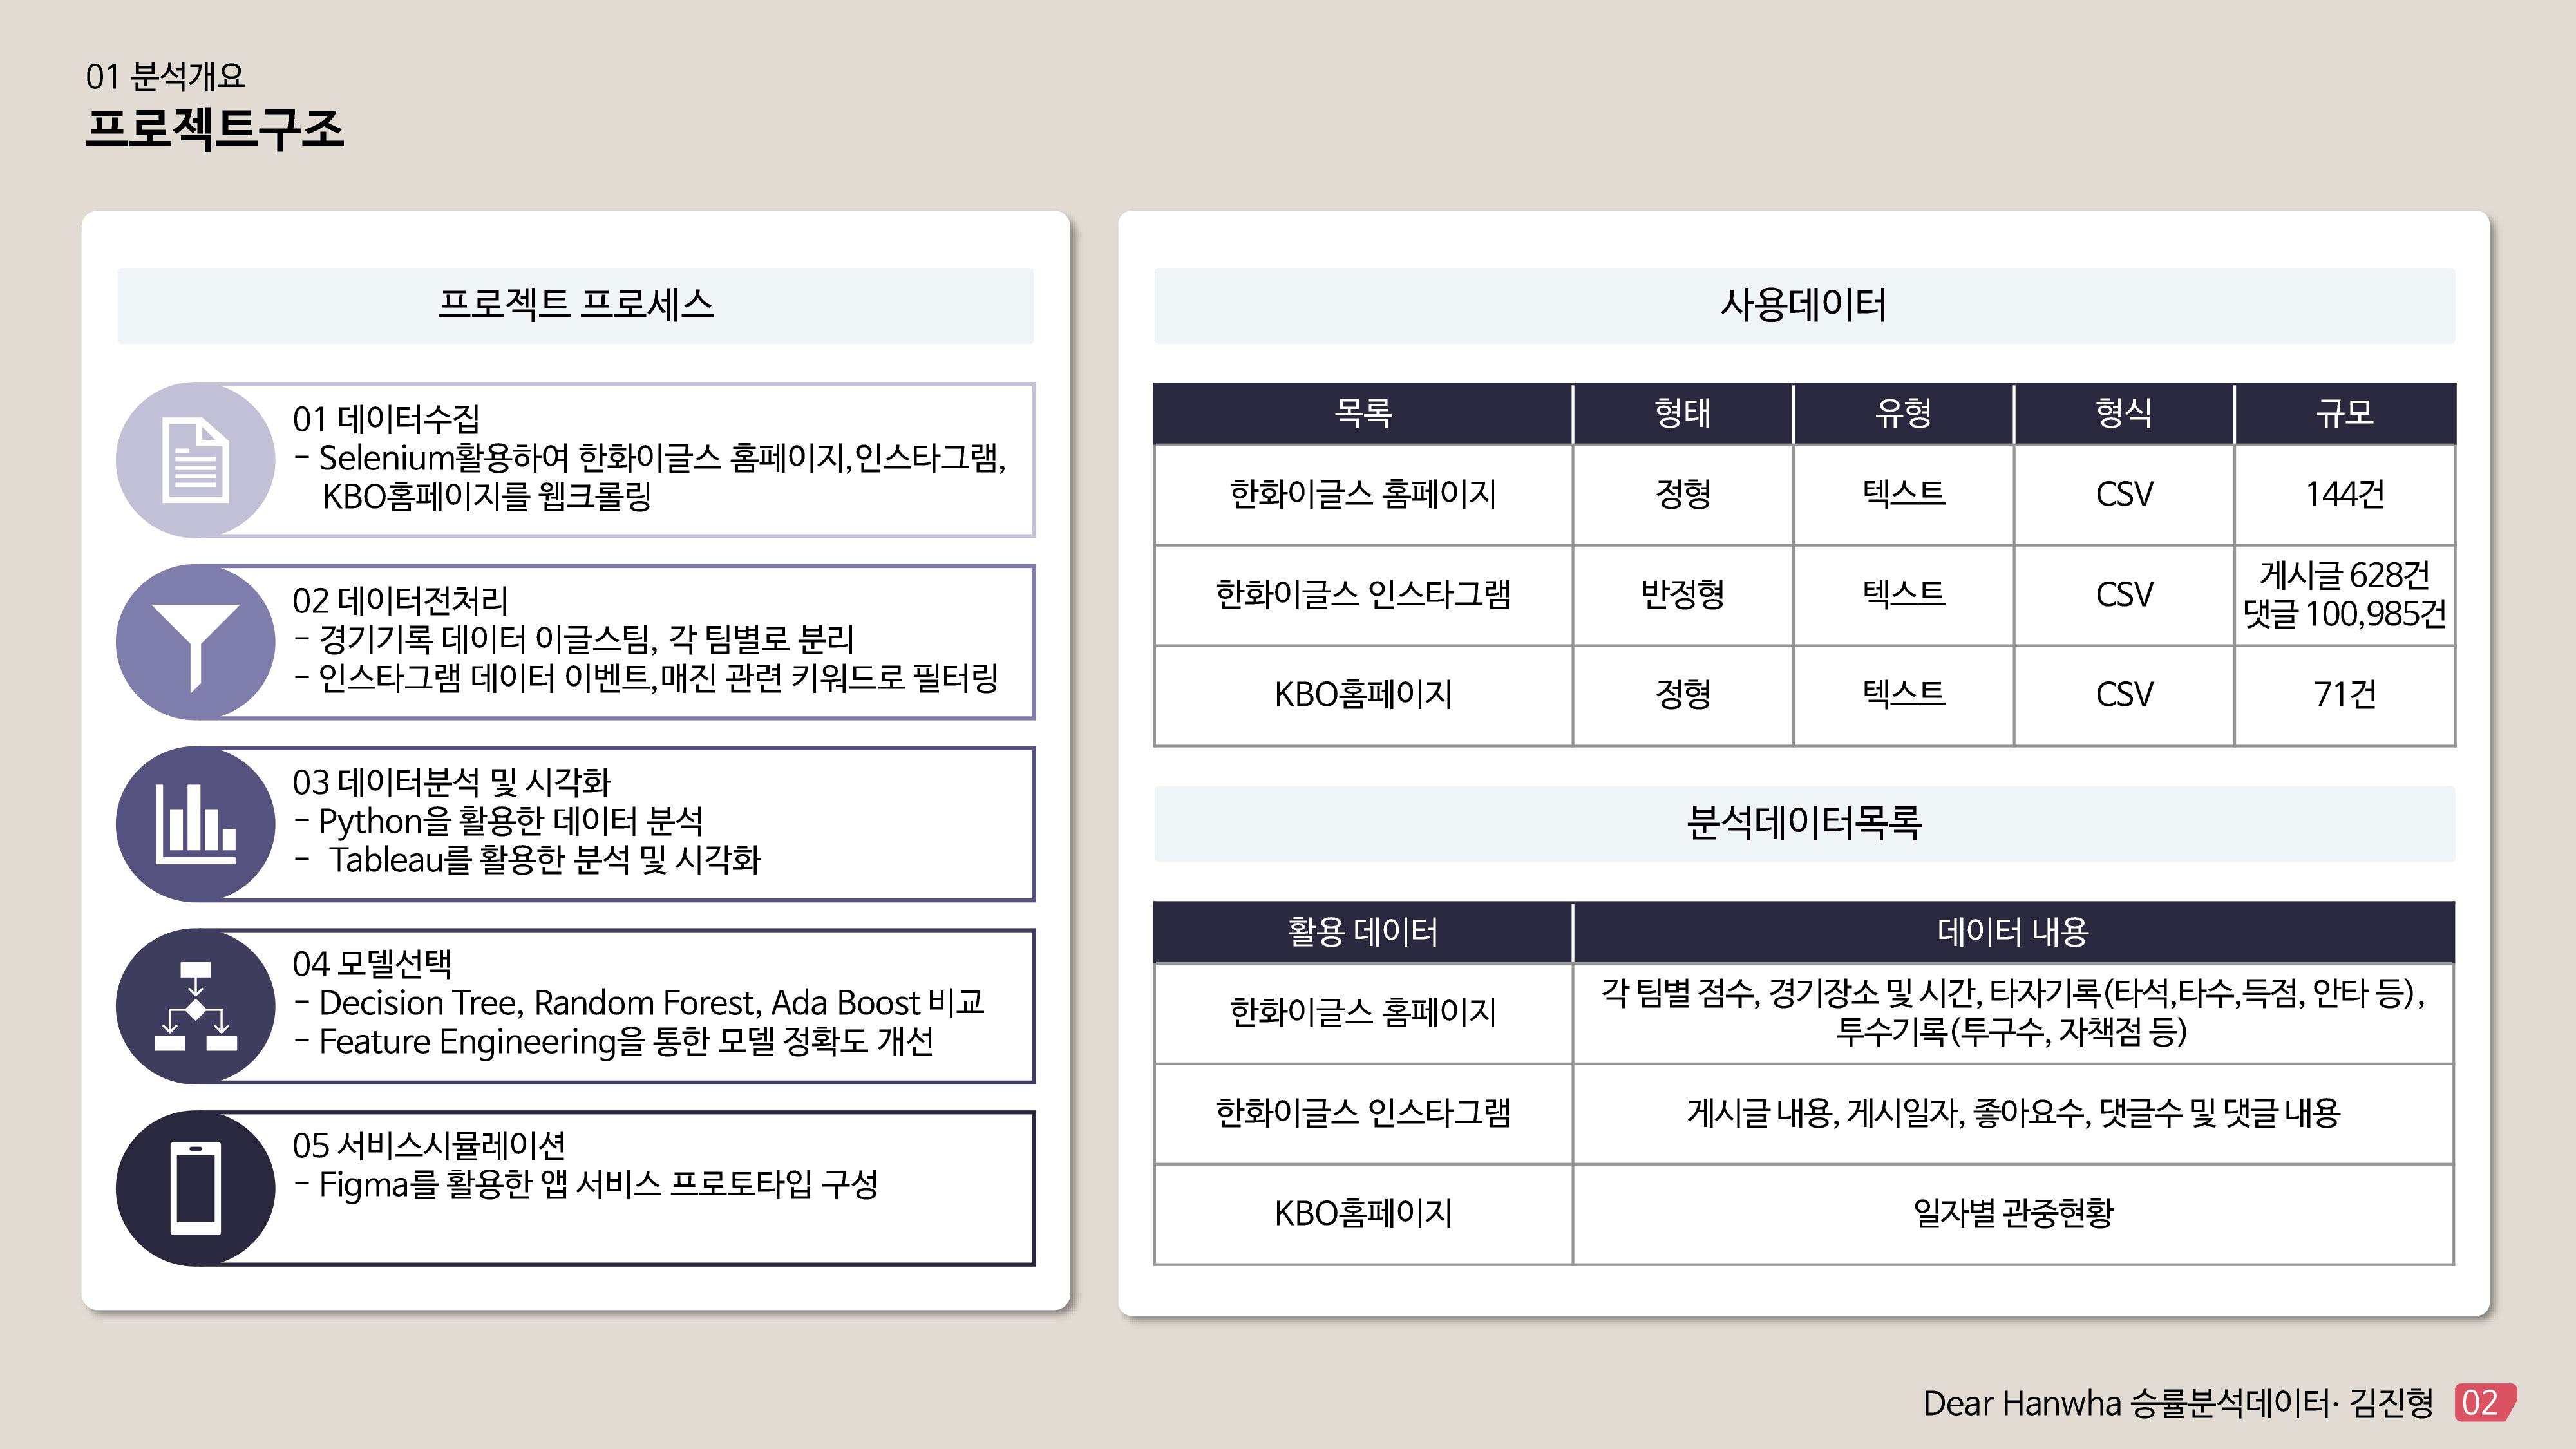 01 분석개요
프로젝트구조
프로젝트 프로세스
01 데이터수집
- Selenium활용하여 한화이글스 홈페이지,인스타그램,
KBO홈페이지를 웹크롤링
02 데이터전처리
- 경기기록 데이터 이글스팀, 각 팀별로 분리
- 인스타그램 데이터 이벤트,매진 관련 키워드로 필터링
03 데이터분석 및 시각화
- Python을 활용한 데이터 분석
- Tableau를 활용한 분석 및 시각화
04 모델선택
- Decision Tree, Random Forest, Ada Boost 비교
- Feature Engineering을 통한 모델 정확도 개선
05 서비스시뮬레이션
- Figma를 활용한 앱 서비스 프로토타입 구성
사용데이터
목록 형태 유형 형식 규모
한화이글스 홈페이지 정형 텍스트 CSV 144건
한화이글스 인스타그램 반정형 텍스트 CSV 게시글 628건
댓글 100,985건
KBO홈페이지 정형 텍스트 CSV 71건
분석데이터목록
활용 데이터 데이터 내용
한화이글스 홈페이지 각 팀별 점수, 경기장소 및 시간, 타자기록(타석,타수,득점, 안타 등),
투수기록(투구수, 자책점 등)
한화이글스 인스타그램 게시글 내용, 게시일자, 좋아요수, 댓글수 및 댓글 내용
KBO홈페이지 일자별 관중현황
Dear Hanwha 승률분석데이터· 김진형 02